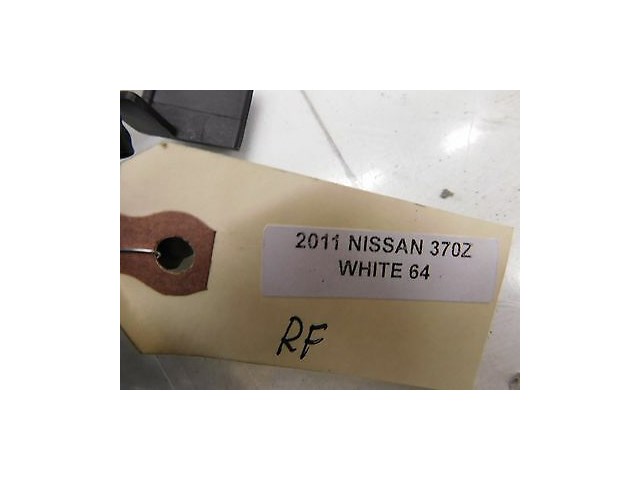 2011 NISSAN 370Z
WHITE 64
RF